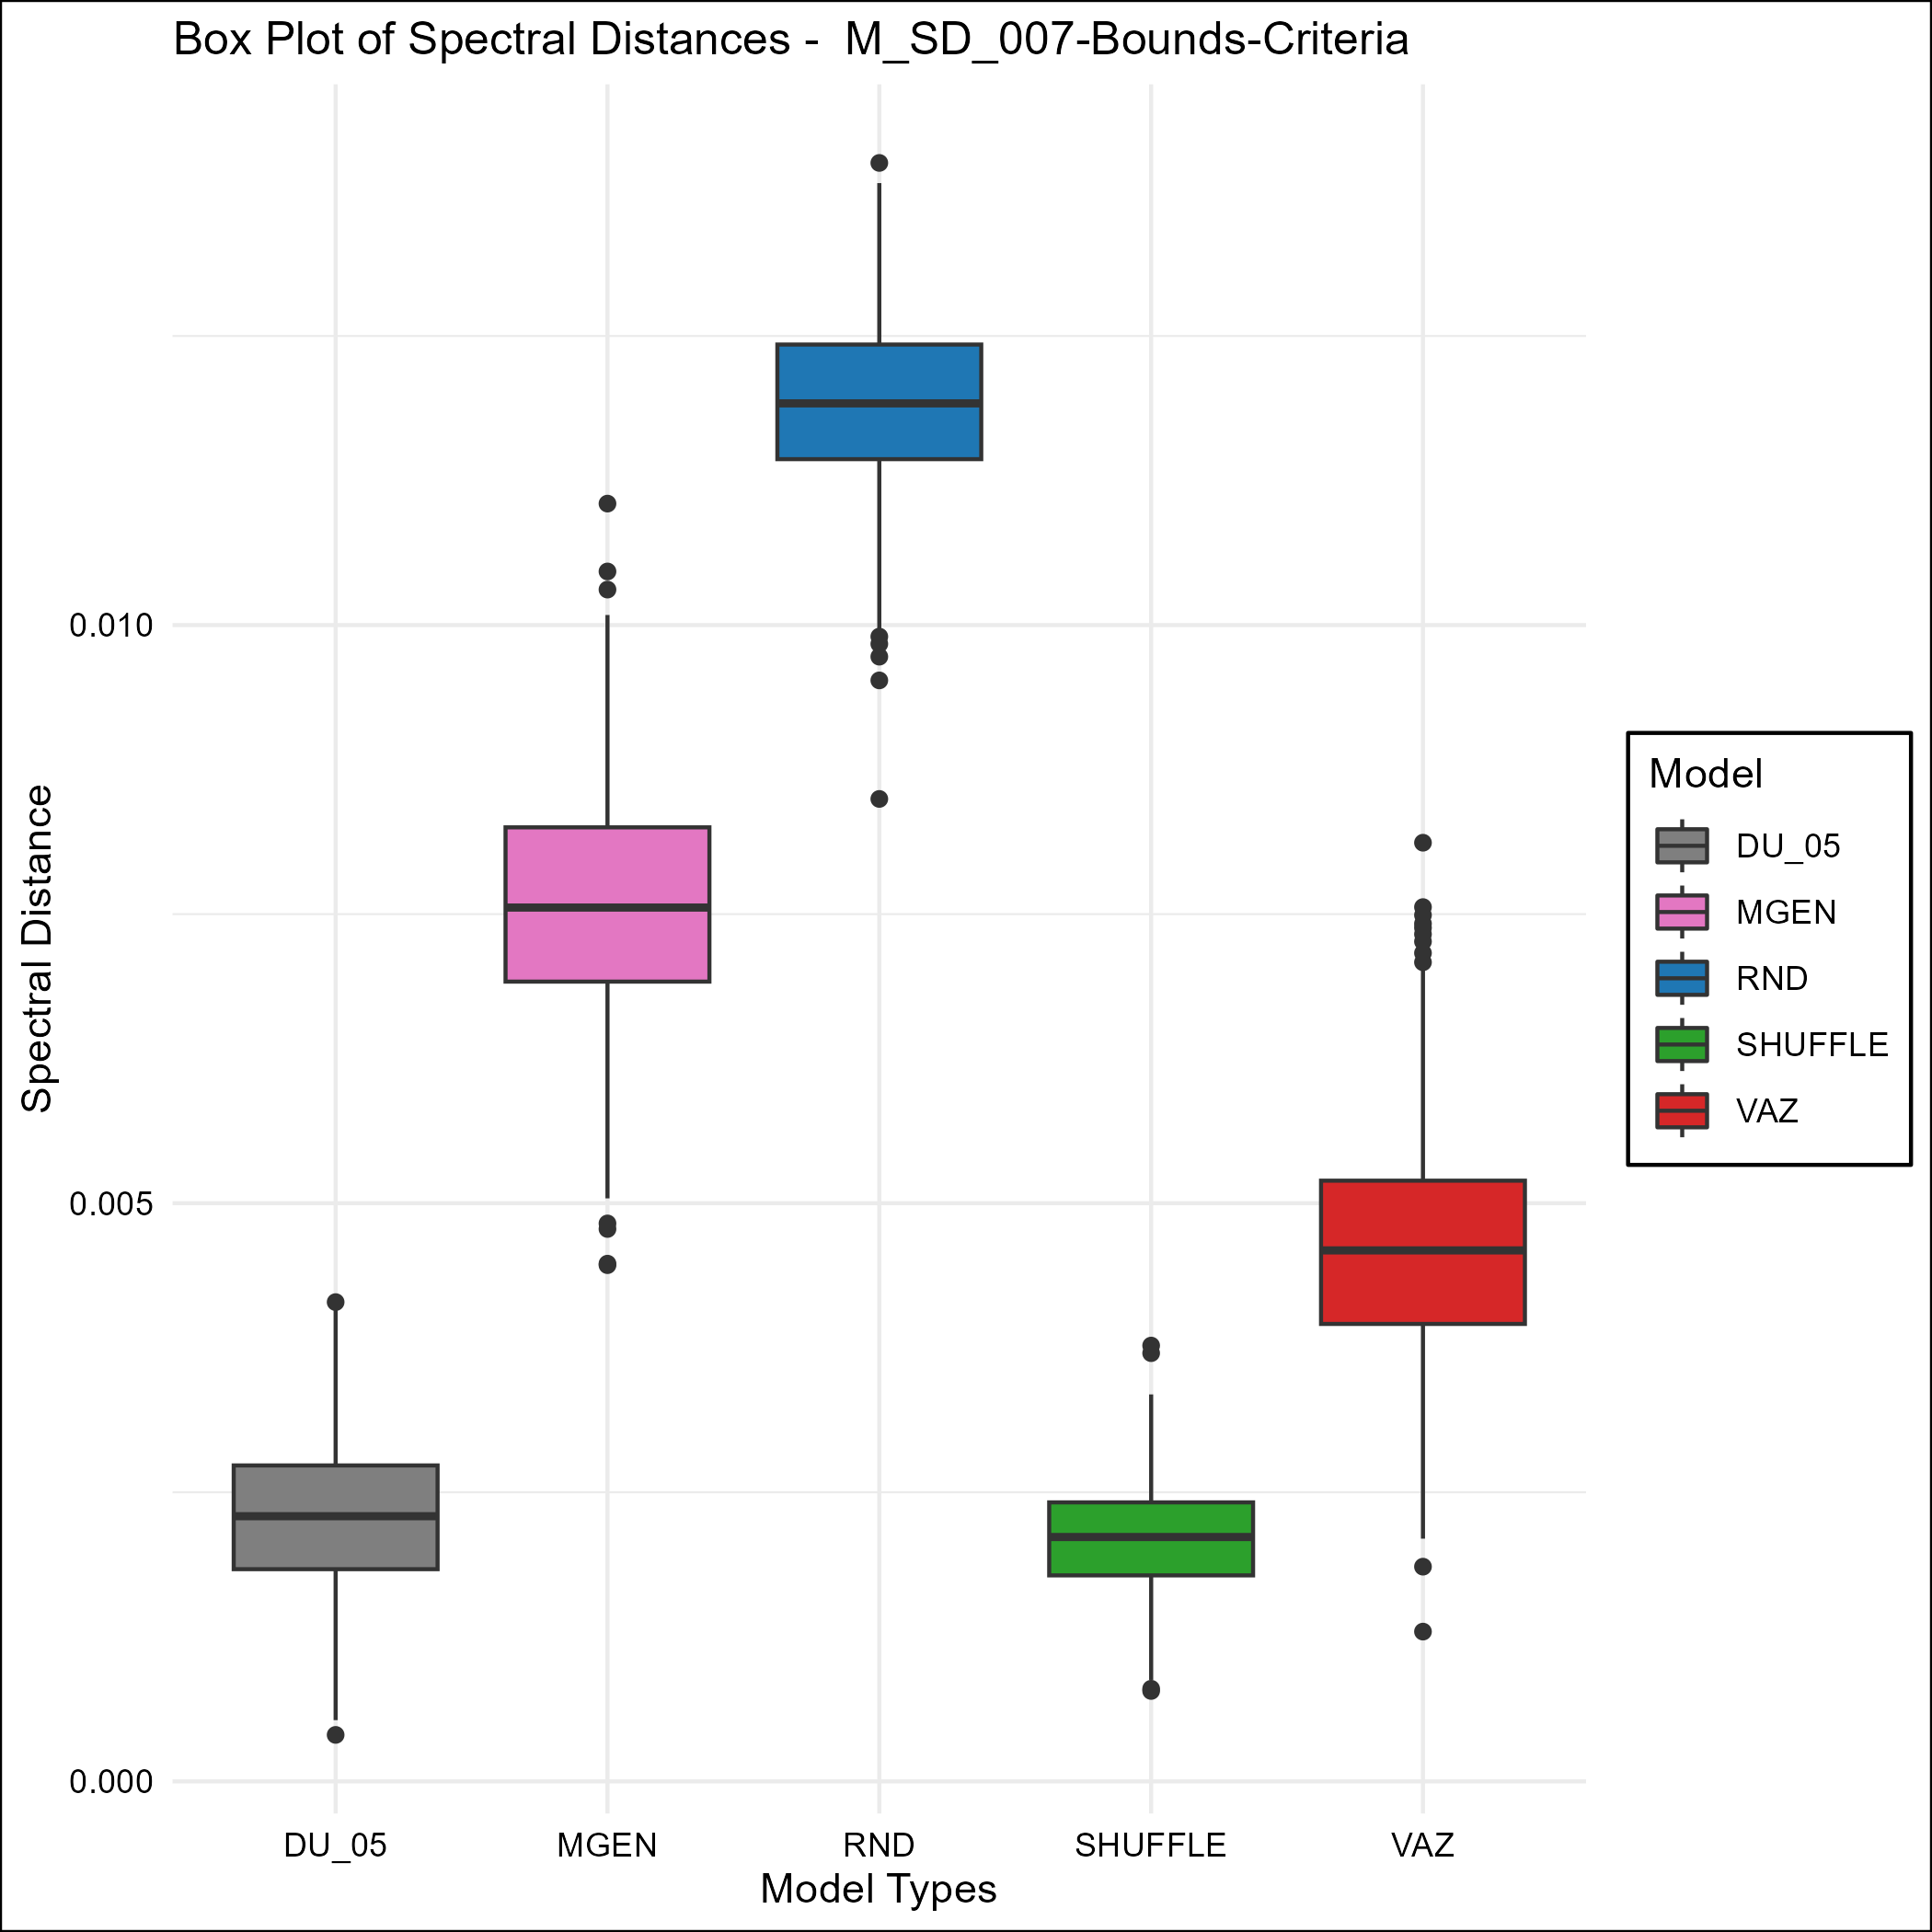 Box Plot of Spectral Distances -  M_SD_007-Bounds-Criteria
Spectral Distance
0.010
0.005
0.000
DU_05
MGEN
RND
SHUFFLE
VAZ
Model Types
Model
DU_05
MGEN
RND
SHUFFLE
VAZ